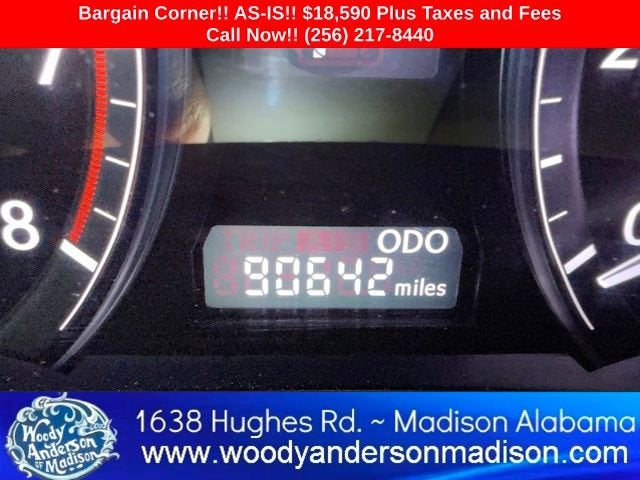 Bargain Corner!! AS-IS!! $18,590 Plus Taxes and Fees
Call Now!! (256) 217-8440
8
ODO
90642 miles
Woody
Anderson
OF Madison
1638 Hughes Rd. ~ Madison Alabama
www.woodyandersonmadison.com